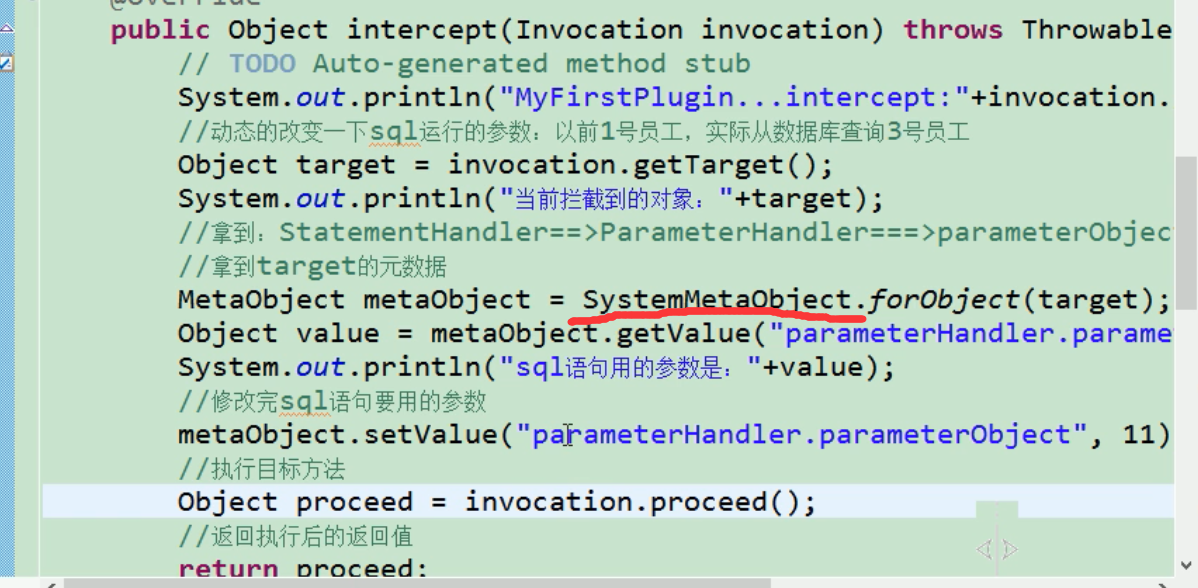 @Override
public Object intercept(Invocation invocation) throws Throwable
// TODO Auto-generated method stub
System.out.println("MyFirstPlugin...intercept:"+invocation.
//动态的改变一下sql运行的参数：以前1号员工，实际从数据库查询3号员工
Object target = invocation.getTarget();
System.out.println("当前拦截到的对象："+target);
//拿到：StatementHandler==>ParameterHandler===>parameterObjec
//拿到target的元数据
MetaObject metaObject = SystemMetaObject.forObject(target);
Object value = metaObject.getValue("parameterHandler.parame
System.out.println("sql语句用的参数是："+value);
//修改完sql语句要用的参数
metaObject.setValue("parameterHandler.parameterObject", 11)
//执行目标方法
Object proceed = invocation.proceed();
//返回执行后的返回值
return proceed;